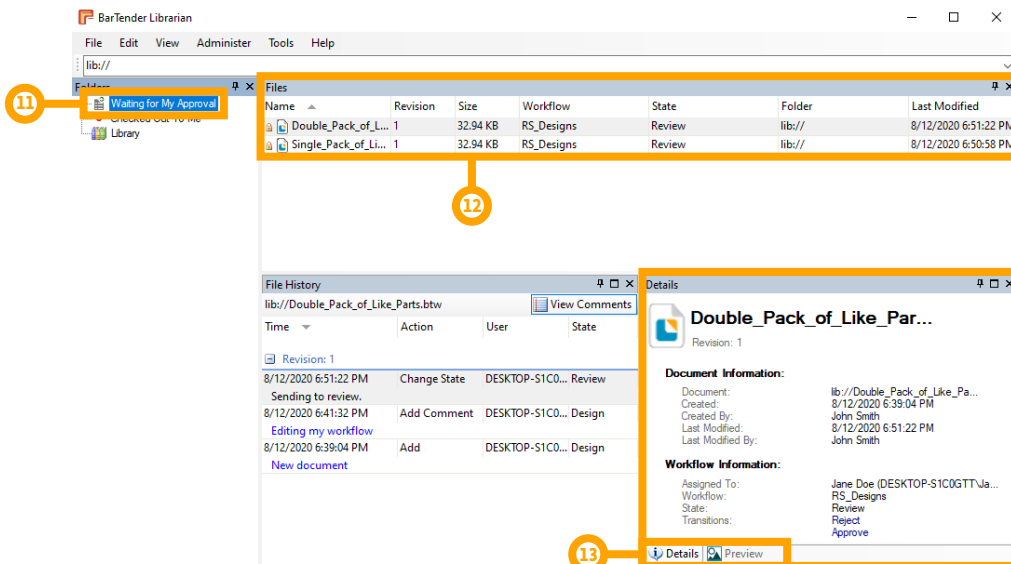 BarTender Librarian
File Edit View Administer Tools Help
lib://
Folders
11
Waiting for My Approval
Checked Out To Me
Library
Files
Name Revision Size Workflow State Folder Last Modified
Double_Pack_of_L... 1 32.94 KB RS_Designs Review lib:// 8/12/2020 6:51:22 PM
Single_Pack_of_Li... 1 32.94 KB RS_Designs Review lib:// 8/12/2020 6:50:58 PM
12
File History
lib://Double_Pack_of_Like_Parts.btw View Comments
Time Action User State
Revision: 1
8/12/2020 6:51:22 PM Change State DESKTOP-S1C0... Review
Sending to review.
8/12/2020 6:41:32 PM Add Comment DESKTOP-S1C0... Design
Editing my workflow
8/12/2020 6:39:04 PM Add DESKTOP-S1C0... Design
New document
Details
Double_Pack_of_Like_Par...
Revision: 1
Document Information:
Document: lib://Double_Pack_of_Like_Pa...
Created: 8/12/2020 6:39:04 PM
Created By: John Smith
Last Modified: 8/12/2020 6:51:22 PM
Last Modified By: John Smith
Workflow Information:
Assigned To: Jane Doe (DESKTOP-S1C0GTT\Ja...
Workflow: RS_Designs
State: Review
Transitions: Reject
Approve
13
Details Preview